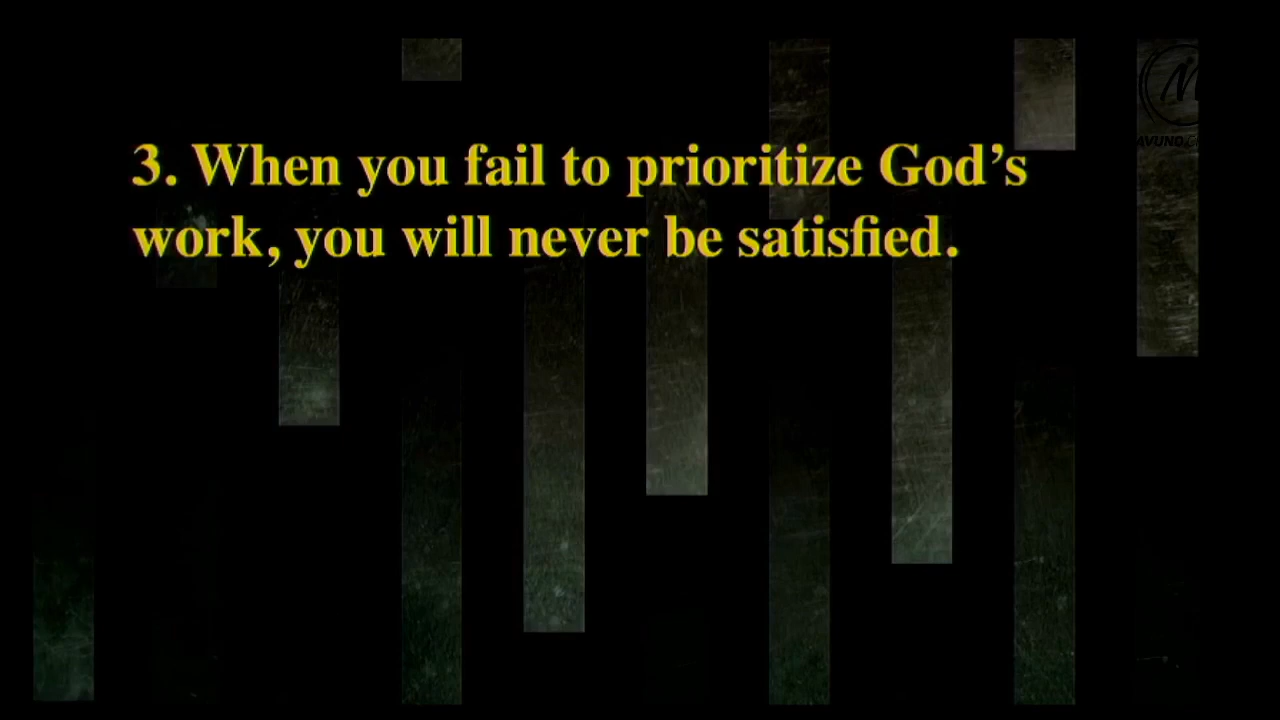 3. When you fail to prioritize God’s
work, you will never be satisfied.